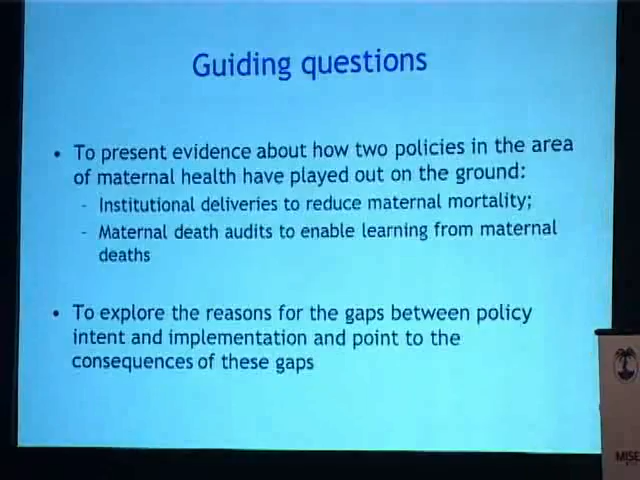 Guiding questions
• To present evidence about how two policies in the area
of maternal health have played out on the ground:
- Institutional deliveries to reduce maternal mortality;
- Maternal death audits to enable learning from maternal
deaths
• To explore the reasons for the gaps between policy
intent and implementation and point to the
consequences of these gaps
MISE